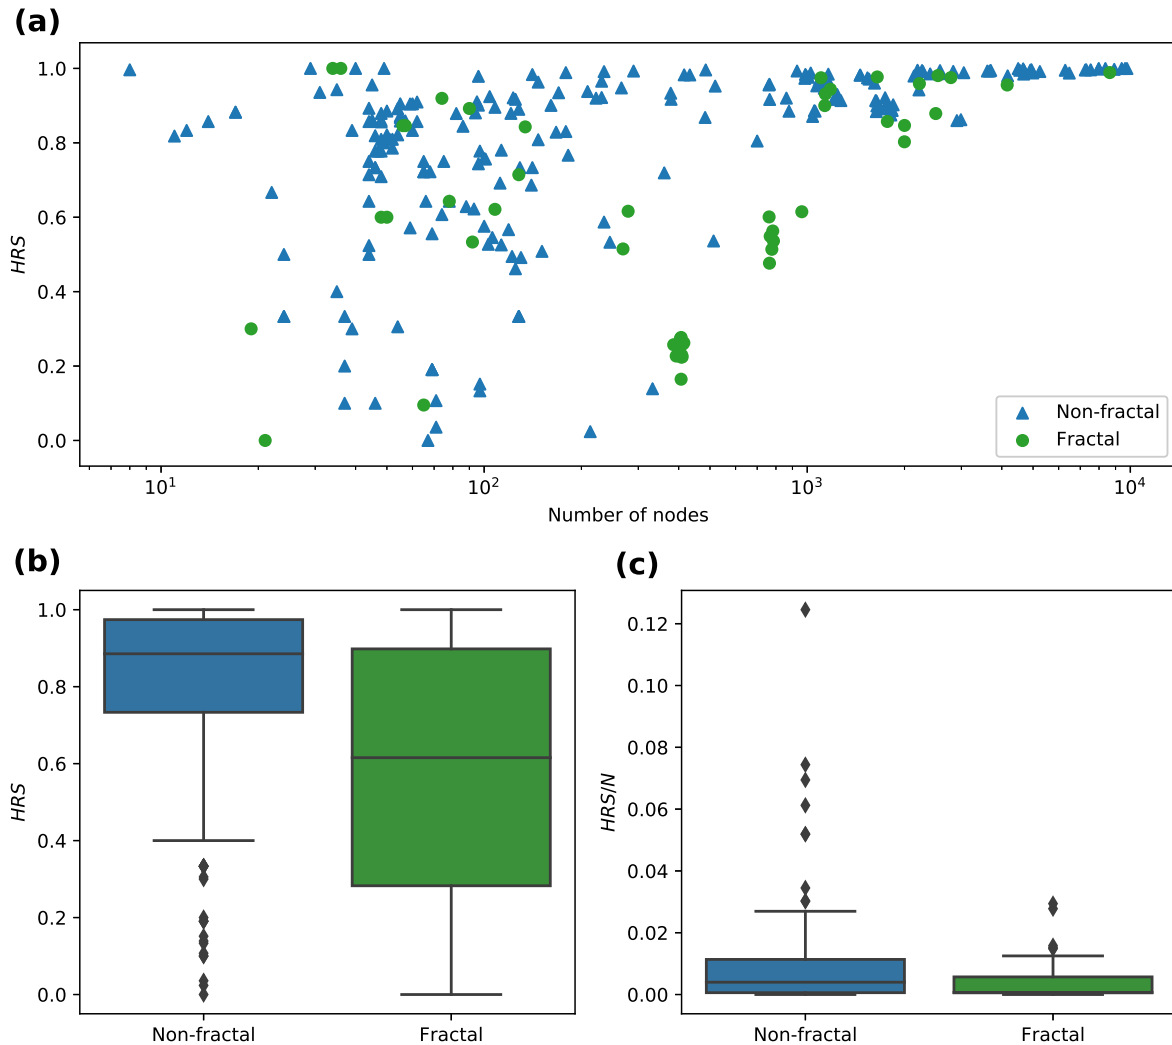 (a)
1.0
0.8
0.6
0.4
0.2
0.0
HRS
10¹
10²
10³
10⁴
Number of nodes
Non-fractal
Fractal
(b)
1.0
0.8
0.6
0.4
0.2
0.0
HRS
Non-fractal
Fractal
(c)
0.12
0.10
0.08
0.06
0.04
0.02
0.00
HRS/N
Non-fractal
Fractal